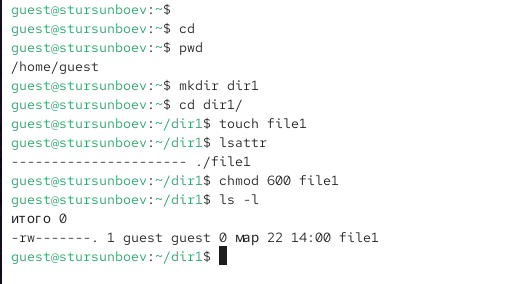 guest@stursunboev:~$
guest@stursunboev:~$ cd
guest@stursunboev:~$ pwd
/home/guest
guest@stursunboev:~$ mkdir dir1
guest@stursunboev:~$ cd dir1/
guest@stursunboev:~/dir1$ touch file1
guest@stursunboev:~/dir1$ lsattr
---------------------- ./file1
guest@stursunboev:~/dir1$ chmod 600 file1
guest@stursunboev:~/dir1$ ls -l
итого 0
-rw-------. 1 guest guest 0 мар 22 14:00 file1
guest@stursunboev:~/dir1$